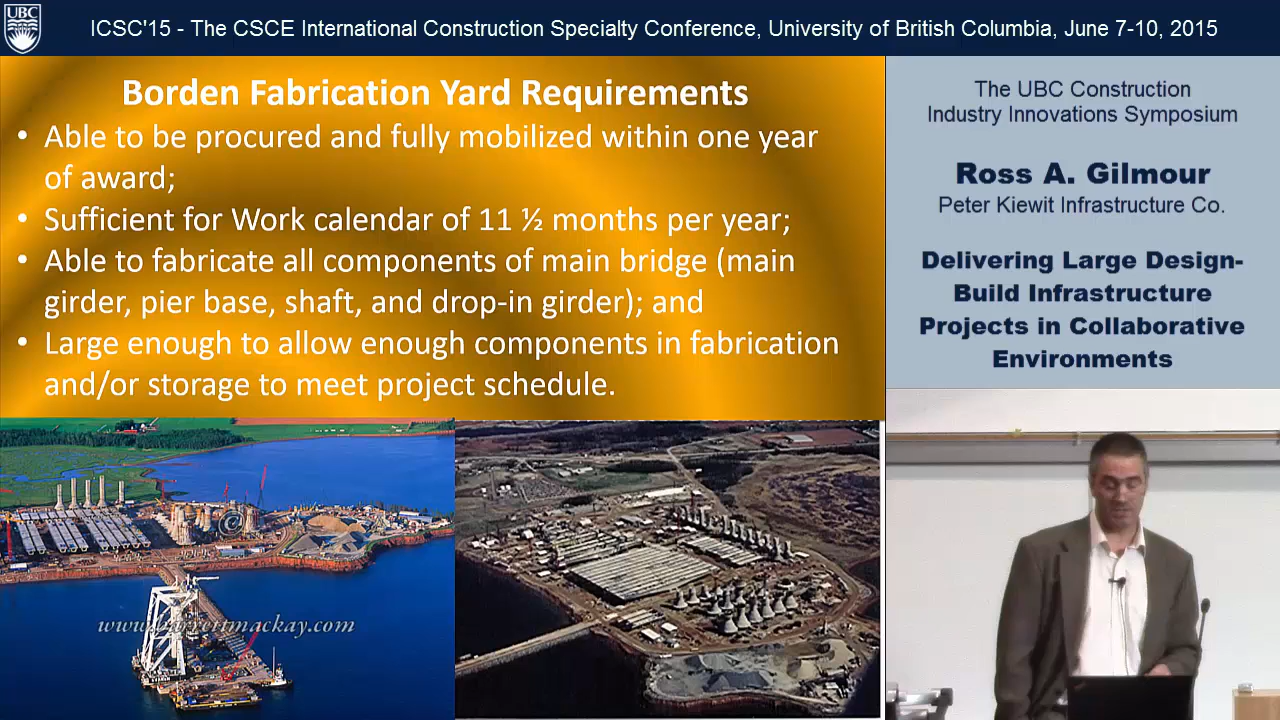 UBC
ICSC'15 - The CSCE International Construction Specialty Conference, University of British Columbia, June 7-10, 2015
Borden Fabrication Yard Requirements
• Able to be procured and fully mobilized within one year
of award;
• Sufficient for Work calendar of 11 ½ months per year;
• Able to fabricate all components of main bridge (main
girder, pier base, shaft, and drop-in girder); and
• Large enough to allow enough components in fabrication
and/or storage to meet project schedule.
©
The UBC Construction
Industry Innovations Symposium
Ross A. Gilmour
Peter Kiewit Infrastructure Co.
Delivering Large Design-
Build Infrastructure
Projects in Collaborative
Environments